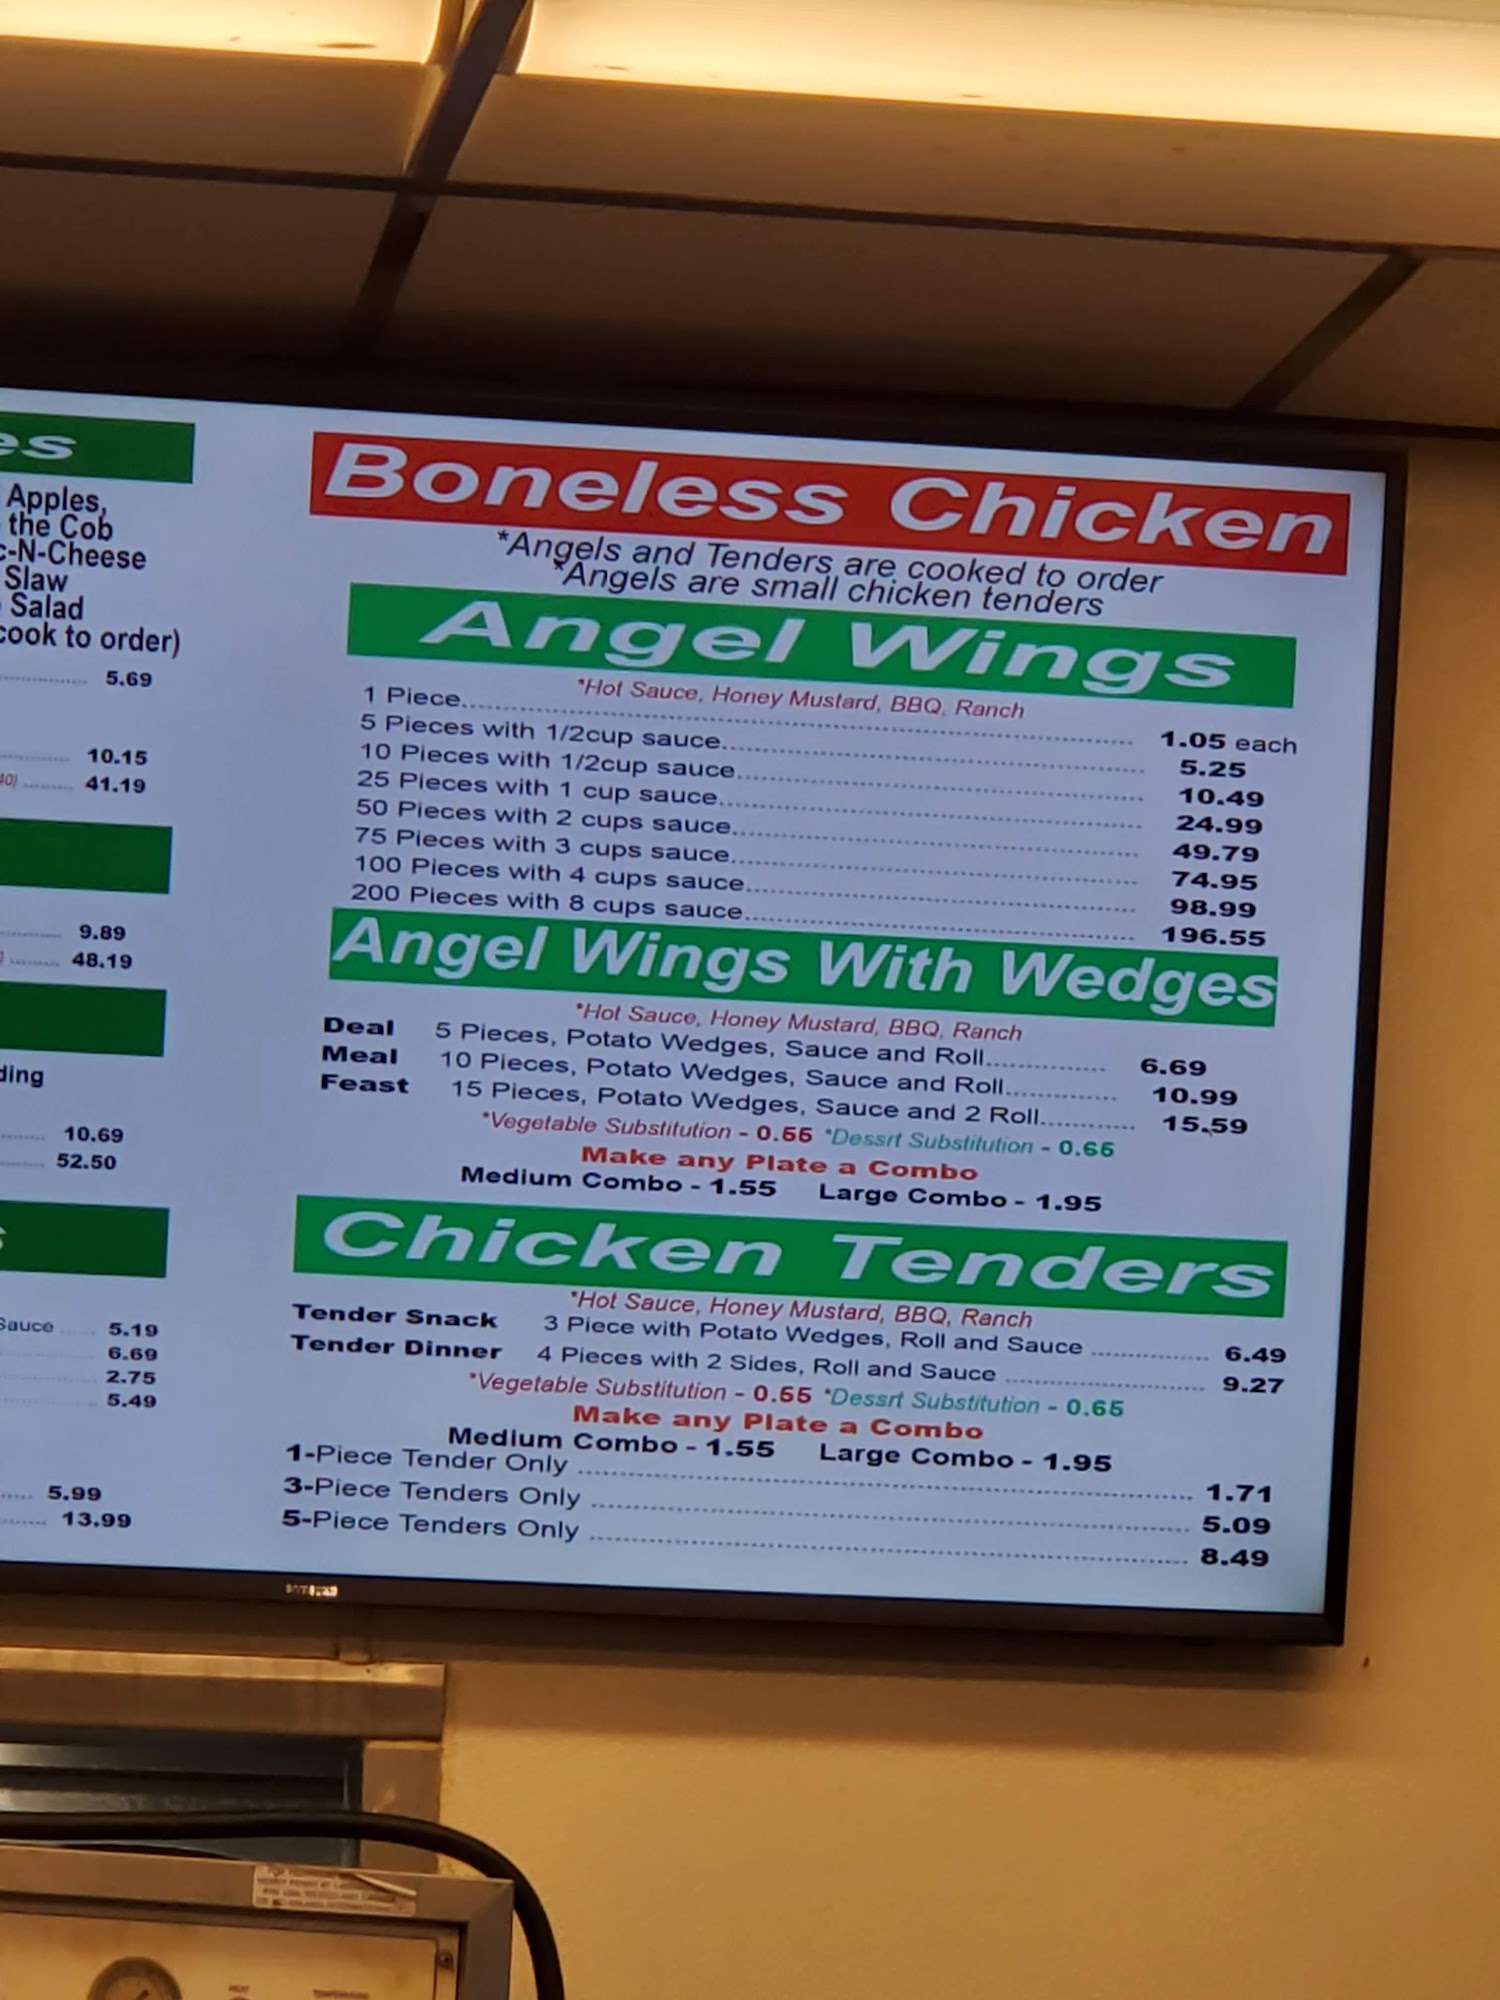 es
Apples,
the Cob
c-N-Cheese
Slaw
Salad
cook to order)
5.69
10.15
40) 41.19
9.89
48.19
ding
10.69
52.50
s
Sauce 5.19
6.69
2.75
5.49
5.99
13.99
Boneless Chicken
*Angels and Tenders are cooked to order
*Angels are small chicken tenders
Angel Wings
*Hot Sauce, Honey Mustard, BBQ, Ranch
1 Piece 1.05 each
5 Pieces with 1/2cup sauce 5.25
10 Pieces with 1/2cup sauce 10.49
25 Pieces with 1 cup sauce 24.99
50 Pieces with 2 cups sauce 49.79
75 Pieces with 3 cups sauce 74.95
100 Pieces with 4 cups sauce 98.99
200 Pieces with 8 cups sauce 196.55
Angel Wings With Wedges
*Hot Sauce, Honey Mustard, BBQ, Ranch
Deal 5 Pieces, Potato Wedges, Sauce and Roll 6.69
Meal 10 Pieces, Potato Wedges, Sauce and Roll 10.99
Feast 15 Pieces, Potato Wedges, Sauce and 2 Roll 15.59
*Vegetable Substitution - 0.55 *Dessrt Substitution - 0.65
Make any Plate a Combo
Medium Combo - 1.55 Large Combo - 1.95
Chicken Tenders
*Hot Sauce, Honey Mustard, BBQ, Ranch
Tender Snack 3 Piece with Potato Wedges, Roll and Sauce 6.49
Tender Dinner 4 Pieces with 2 Sides, Roll and Sauce 9.27
*Vegetable Substitution - 0.55 *Dessrt Substitution - 0.65
Make any Plate a Combo
Medium Combo - 1.55 Large Combo - 1.95
1-Piece Tender Only 1.71
3-Piece Tenders Only 5.09
5-Piece Tenders Only 8.49
SAMSUNG